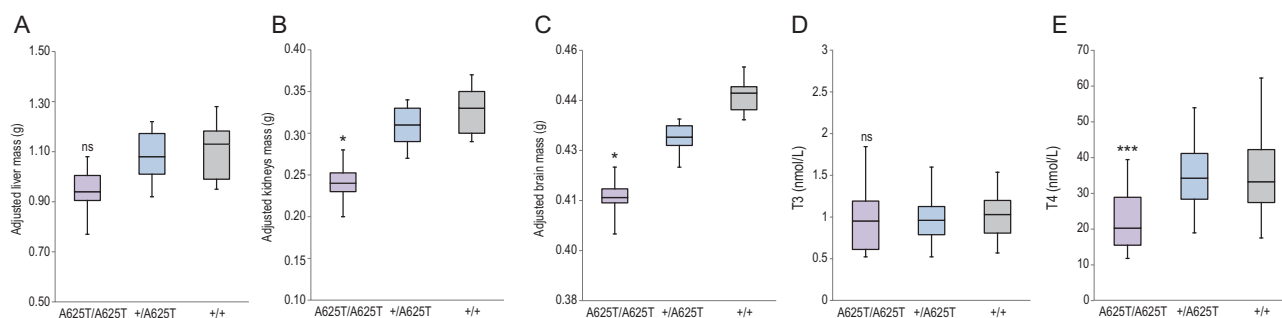 A
Adjusted liver mass (g)
1.50
1.30
1.10
0.90
0.70
0.50
ns
A625T/A625T +/A625T +/+
B
Adjusted kidneys mass (g)
0.40
0.35
0.30
0.25
0.20
0.15
0.10
*
A625T/A625T +/A625T +/+
C
Adjusted brain mass (g)
0.46
0.44
0.43
0.41
0.40
0.38
*
A625T/A625T +/A625T +/+
D
T3 (nmol/L)
3
2.5
2
1.5
1
0.5
0
ns
A625T/A625T +/A625T +/+
E
T4 (nmol/L)
70
60
50
40
30
20
10
0
***
A625T/A625T +/A625T +/+